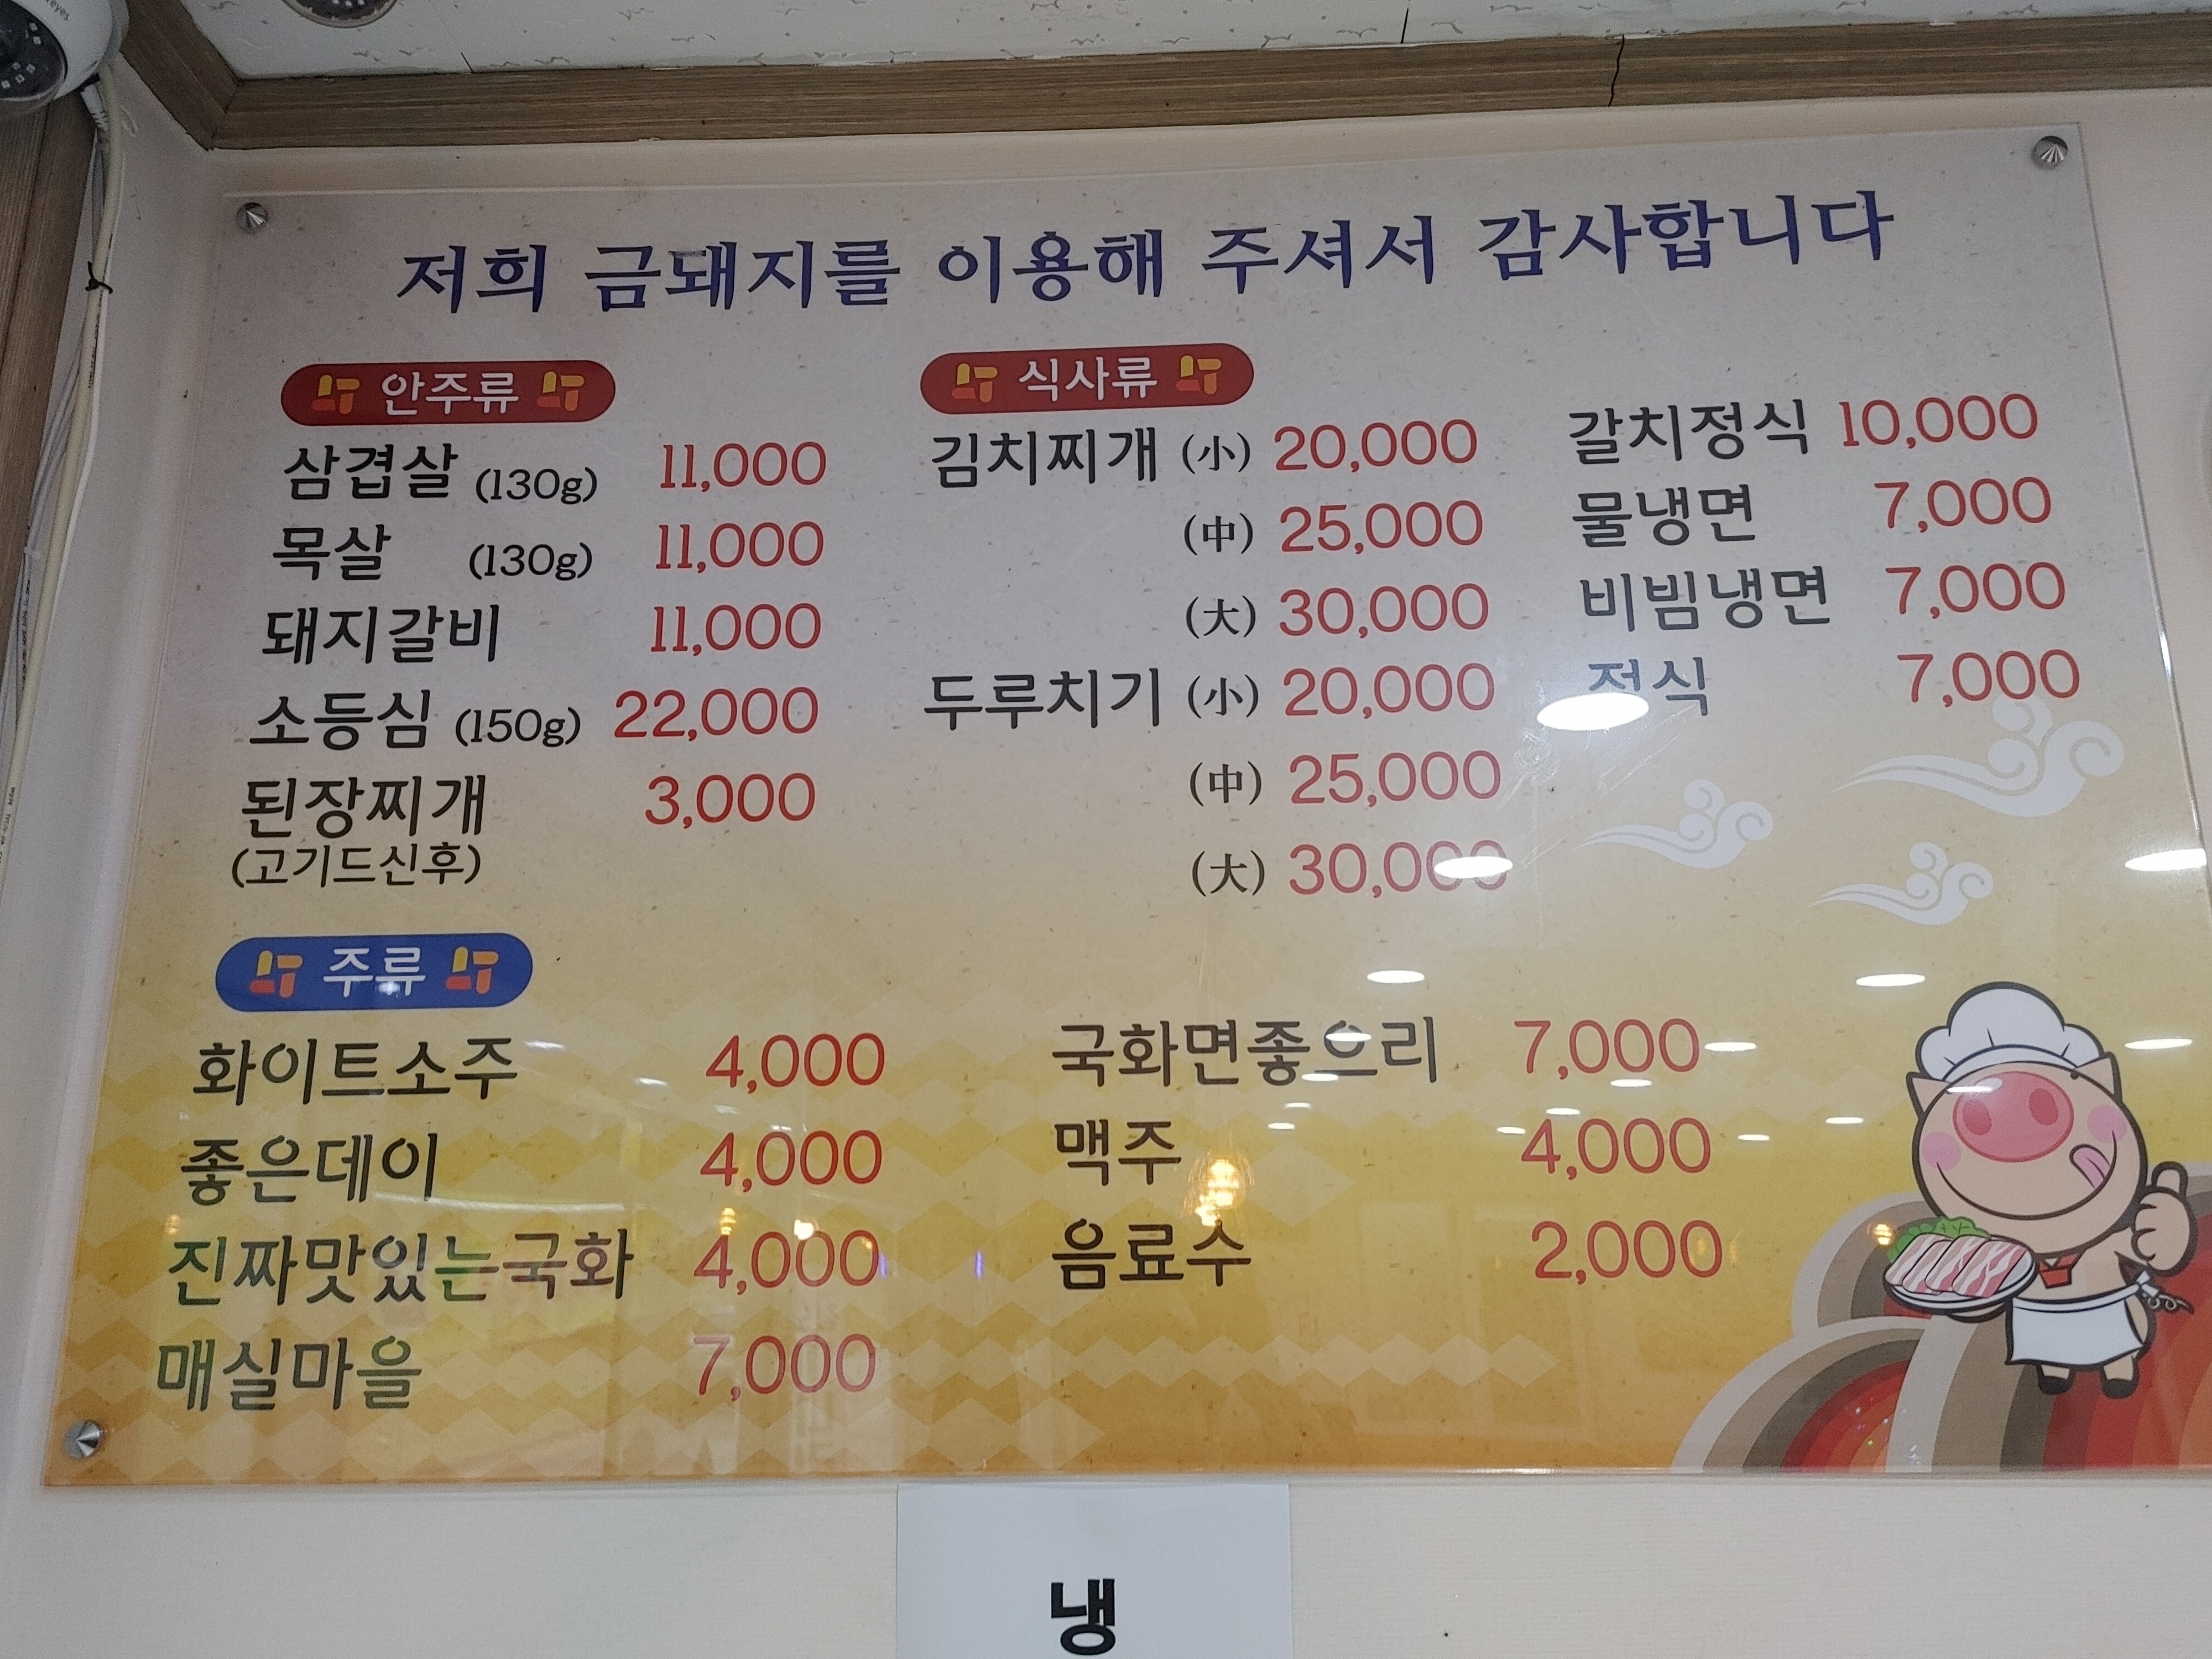 저희 금돼지를 이용해 주셔서 감사합니다
안주류
삼겹살 (130g) 11,000
목살 (130g) 11,000
돼지갈비 11,000
소등심 (150g) 22,000
된장찌개 3,000
(고기드신후)
식사류
김치찌개 (小) 20,000
(中) 25,000
(大) 30,000
두루치기 (小) 20,000
(中) 25,000
(大) 30,000
갈치정식 10,000
물냉면 7,000
비빔냉면 7,000
정식 7,000
주류
화이트소주 4,000
좋은데이 4,000
진짜맛있는국화 4,000
매실마을 7,000
국화면좋으리 7,000
맥주 4,000
음료수 2,000
냉